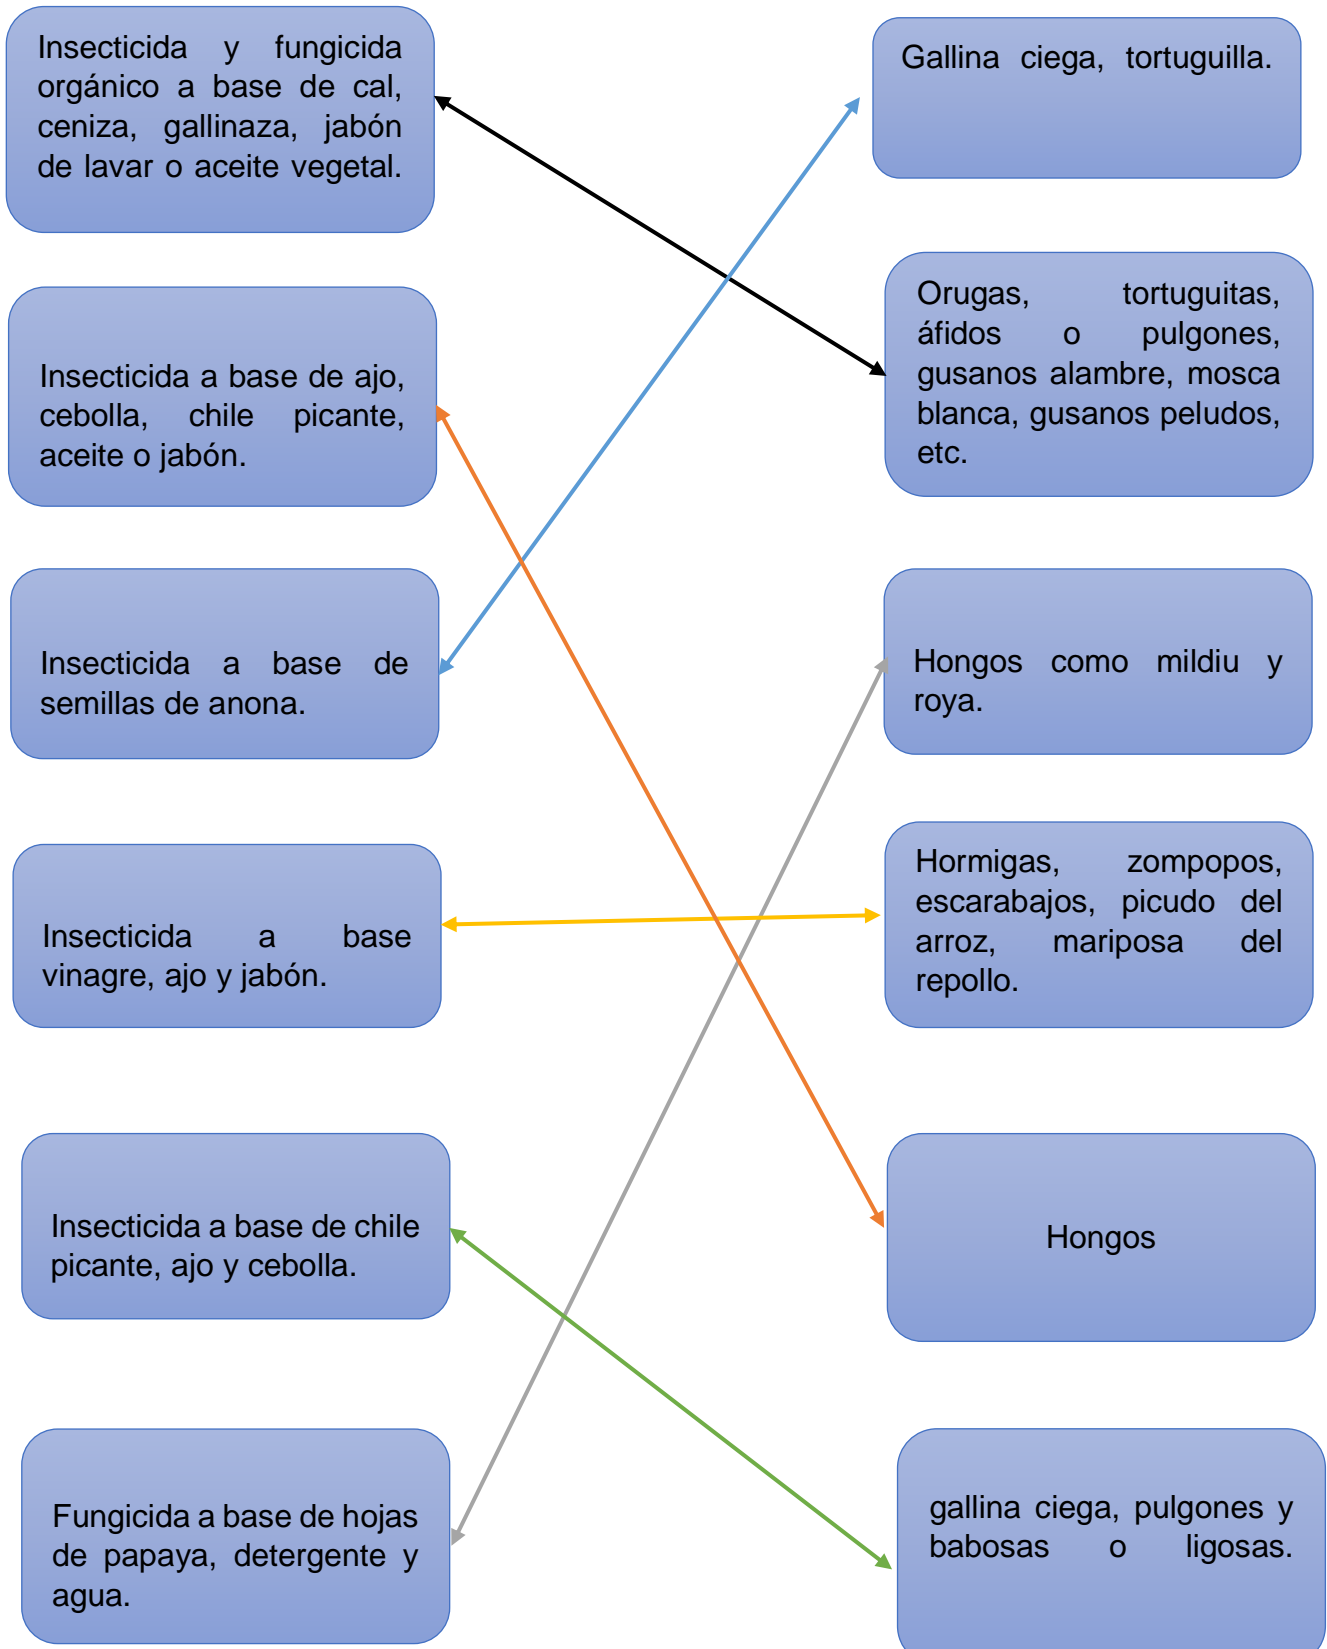 Insecticida y fungicida
orgánico a base de cal,
ceniza, gallinaza, jabón
de lavar o aceite vegetal.
Gallina ciega, tortuguilla.
Orugas, tortuguitas,
áfidos o pulgones,
gusanos alambre, mosca
blanca, gusanos peludos,
etc.
Insecticida a base de ajo,
cebolla, chile picante,
aceite o jabón.
Insecticida a base de
semillas de anona.
Hongos como mildiu y
roya.
Insecticida a base
vinagre, ajo y jabón.
Hormigas, zompopos,
escarabajos, picudo del
arroz, mariposa del
repollo.
Insecticida a base de chile
picante, ajo y cebolla.
Hongos
Fungicida a base de hojas
de papaya, detergente y
agua.
gallina ciega, pulgones y
babosas o ligosas.